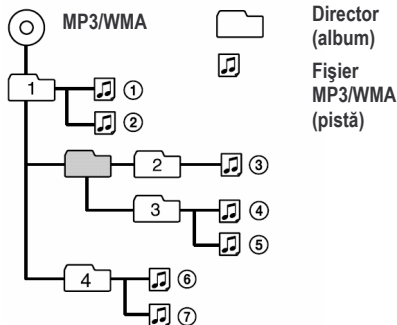 MP3/WMA
Director
(album)
Fişier
MP3/WMA
(pistă)
1
①
②
2
③
3
④
⑤
4
⑥
⑦